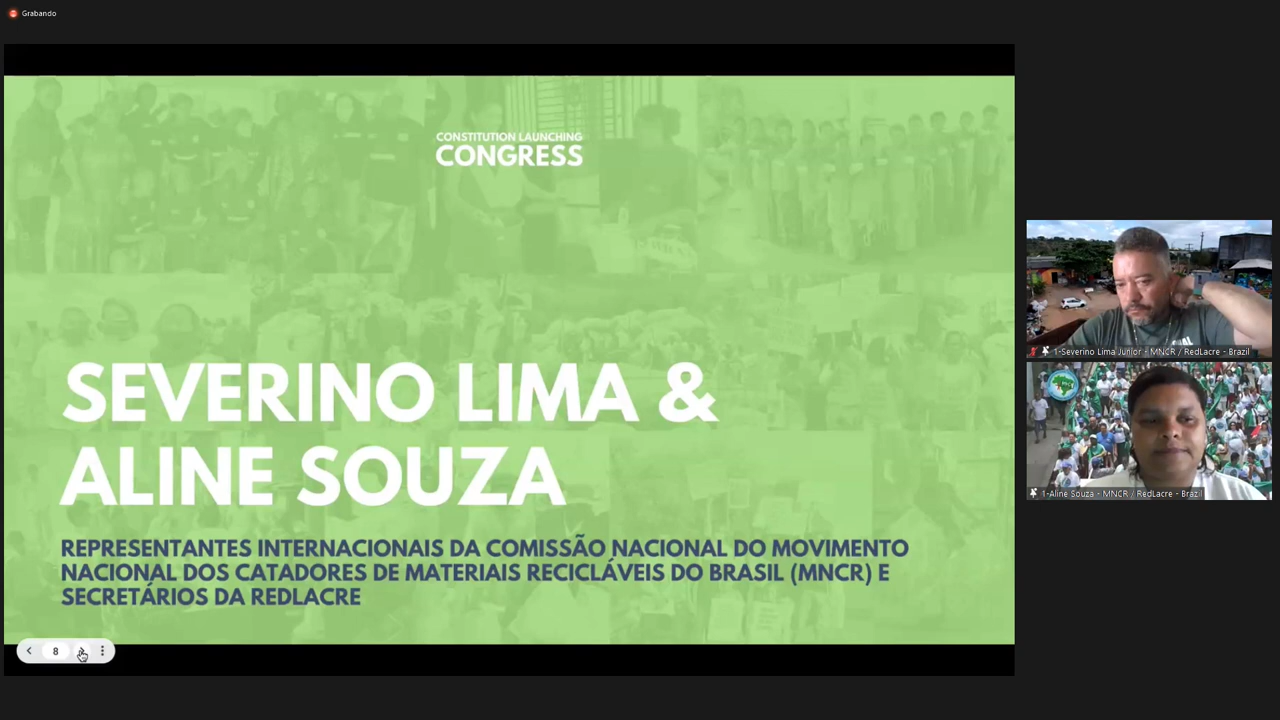 Grabando
CONSTITUTION LAUNCHING
CONGRESS
SEVERINO LIMA &
ALINE SOUZA
REPRESENTANTES INTERNACIONAIS DA COMISSÃO NACIONAL DO MOVIMENTO
NACIONAL DOS CATADORES DE MATERIAIS RECICLÁVEIS DO BRASIL (MNCR) E
SECRETÁRIOS DA REDLACRE
8
1-Severino Lima Junior - MNCR / RedLacre - Brazil
1-Aline Souza - MNCR / RedLacre - Brazil